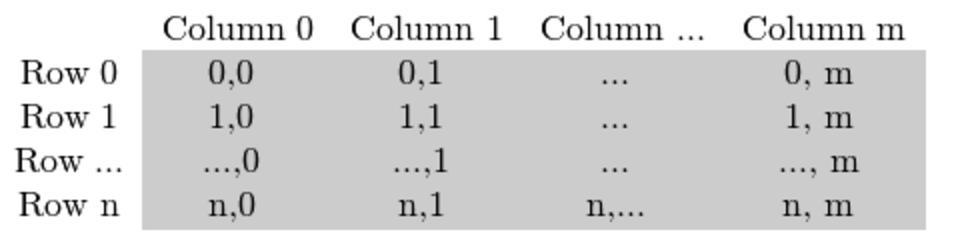 Column 0 Column 1 Column ... Column m
Row 0 0,0 0,1 ... 0, m
Row 1 1,0 1,1 ... 1, m
Row ... ...,0 ...,1 ... ..., m
Row n n,0 n,1 n,... n, m